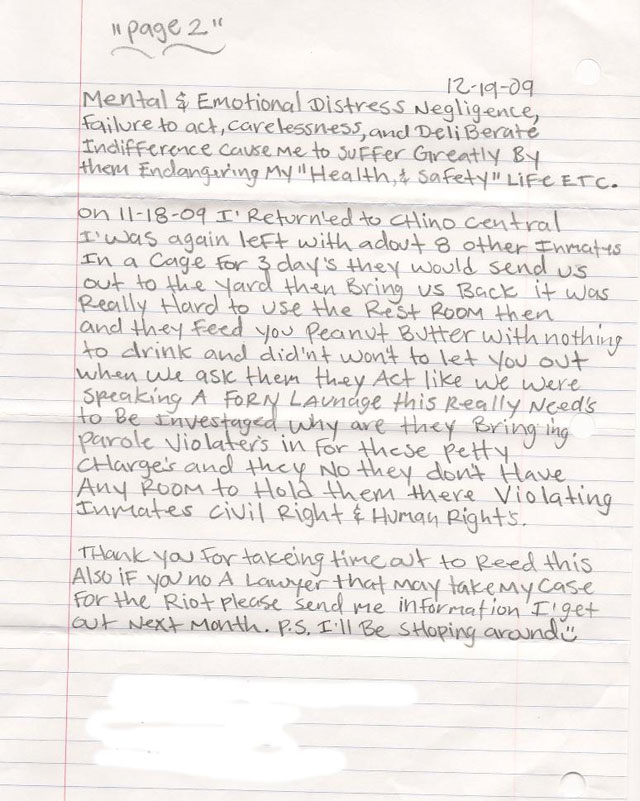 "page 2"
12-19-09
Mental & Emotional Distress Negligence,
failure to act, carelessness, and DeliBerate
Indifference cause me to suffer Greatly By
them Endangering My "Health, & Safety" Life ETC.
on 11-18-09 I' Return'ed to CHino Central
I' was again left with adout 8 other Inmates
In a Cage For 3 day's they would send us
out to the yard then Bring us Back it was
Really Hard to use the Rest Room then
and they Feed you Peanut Butter with nothing
to drink and did'nt won't to let you out
when we ask them they Act like we were
Speaking A FORN LAUNAGE this Really Need's
to Be Investaged why are they Bring ing
parole Violater's in For these Petty
CHarge's and they No they don't Have
Any Room to Hold them there Violating
Inmates Civil Right & Human Right's.
THank you For takeing time out to Reed this
Also if you no A Lawyer that may take my case
For the Riot please send me information I' get
out Next Month. P.S. I'll Be SHoping around